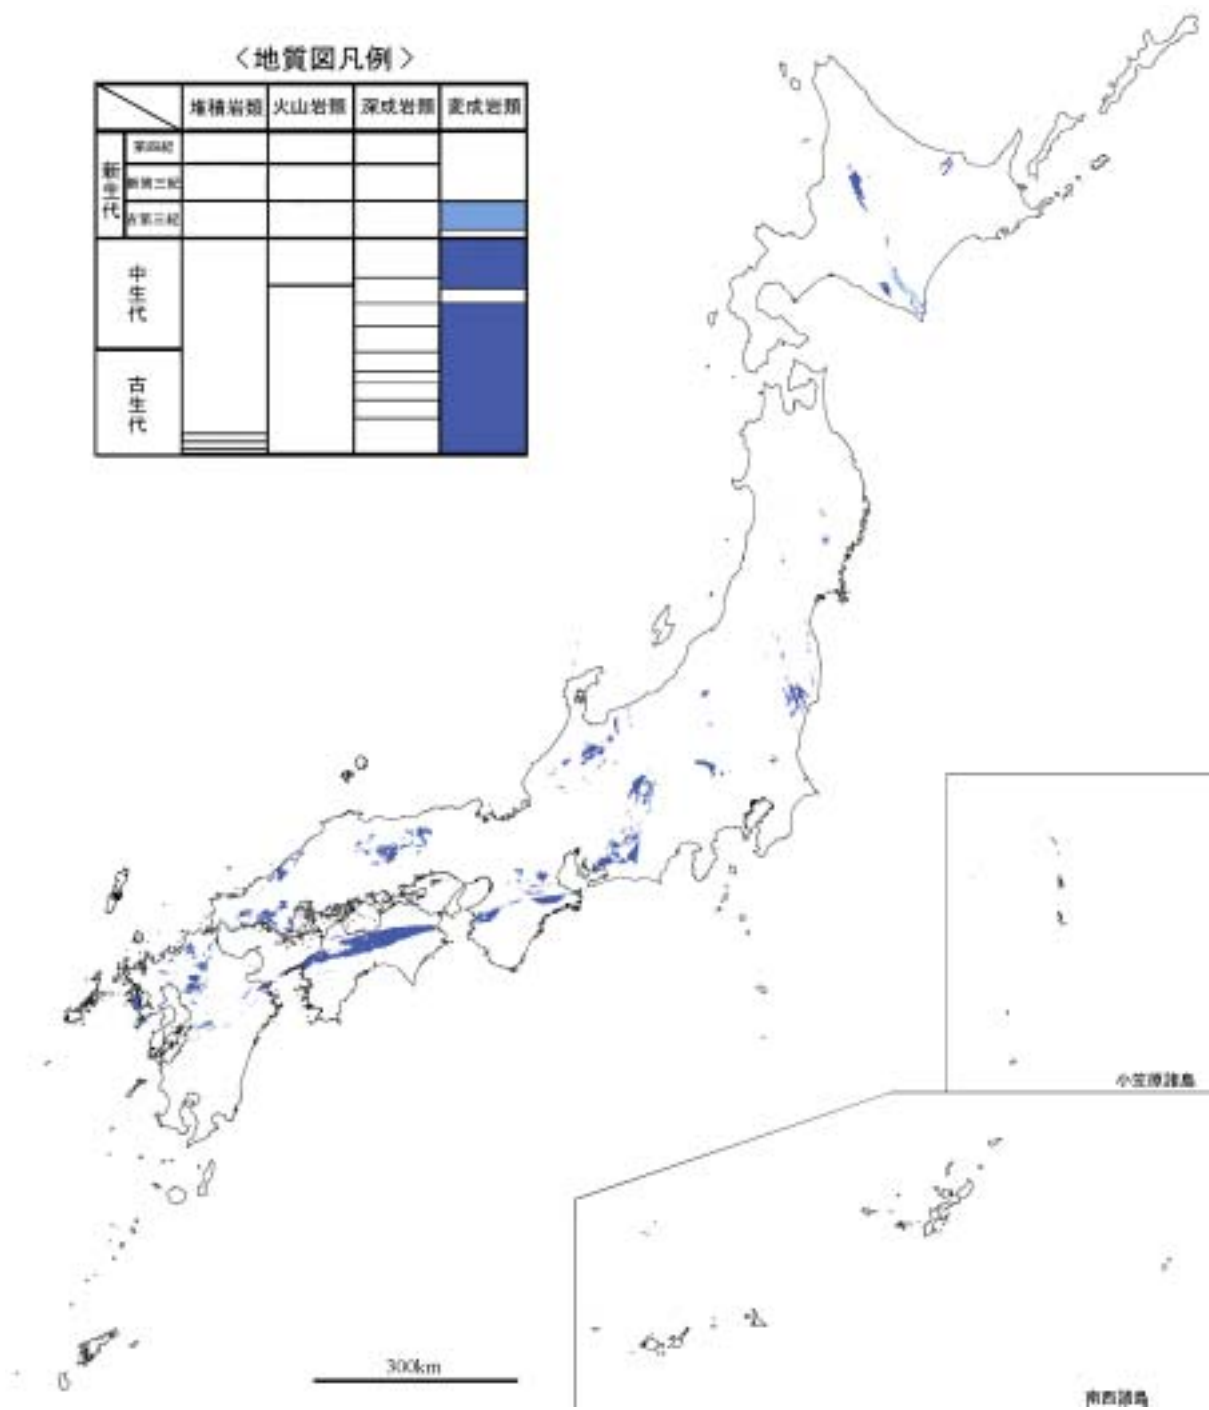 <地質図凡例>
堆積岩類 火山岩類 深成岩類 変成岩類
新生代
第四紀
新第三紀
古第三紀
中生代
古生代
小笠原諸島
300km
南西諸島